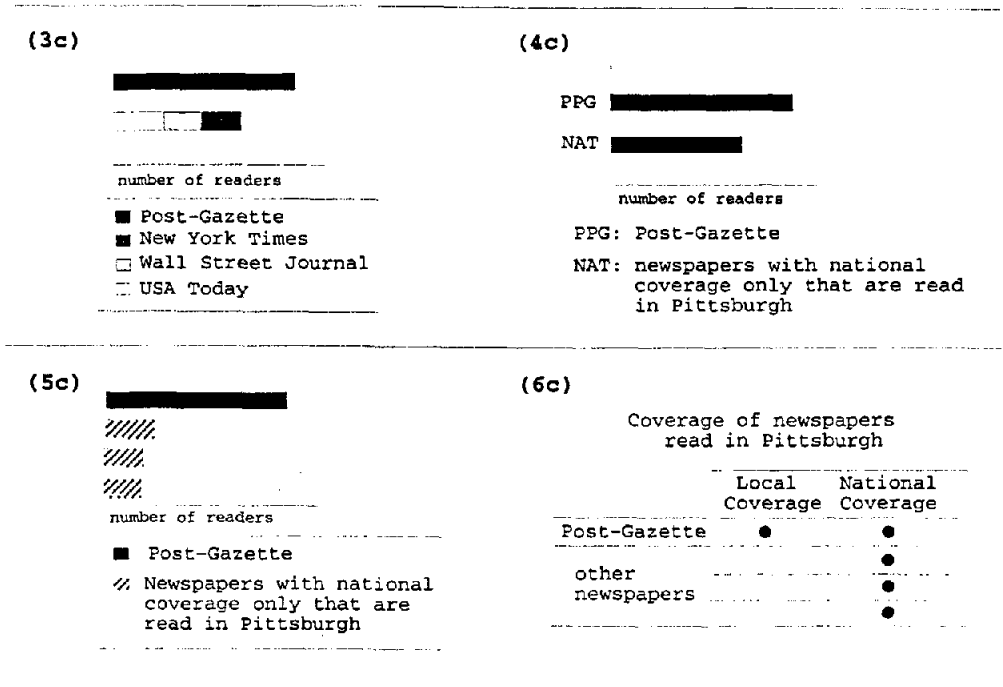 (3c)
number of readers
Post-Gazette
New York Times
Wall Street Journal
USA Today
(4c)
PPG
NAT
number of readers
PPG: Post-Gazette
NAT: newspapers with national
coverage only that are read
in Pittsburgh
(5c)
number of readers
Post-Gazette
Newspapers with national
coverage only that are
read in Pittsburgh
(6c)
Coverage of newspapers
read in Pittsburgh
Local National
Coverage Coverage
Post-Gazette
other
newspapers